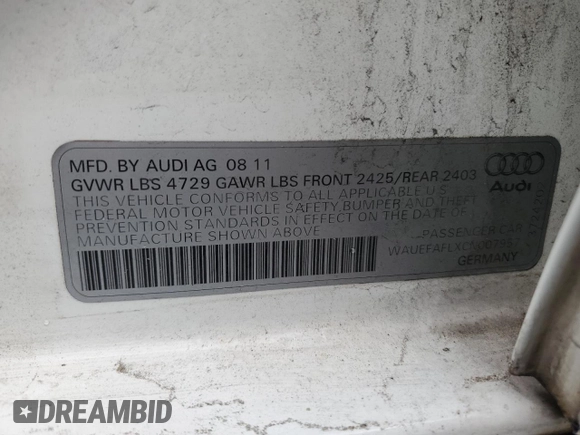 MFD. BY AUDI AG 08 11
GVWR LBS 4729 GAWR LBS FRONT 2425/REAR 2403
THIS VEHICLE CONFORMS TO ALL APPLICABLE U.S.
FEDERAL MOTOR VEHICLE SAFETY BUMPER AND THEFT
PREVENTION STANDARDS IN EFFECT ON THE DATE OF
MANUFACTURE SHOWN ABOVE
PASSENGER CAR
GERMANY
Audi
DREAMBID